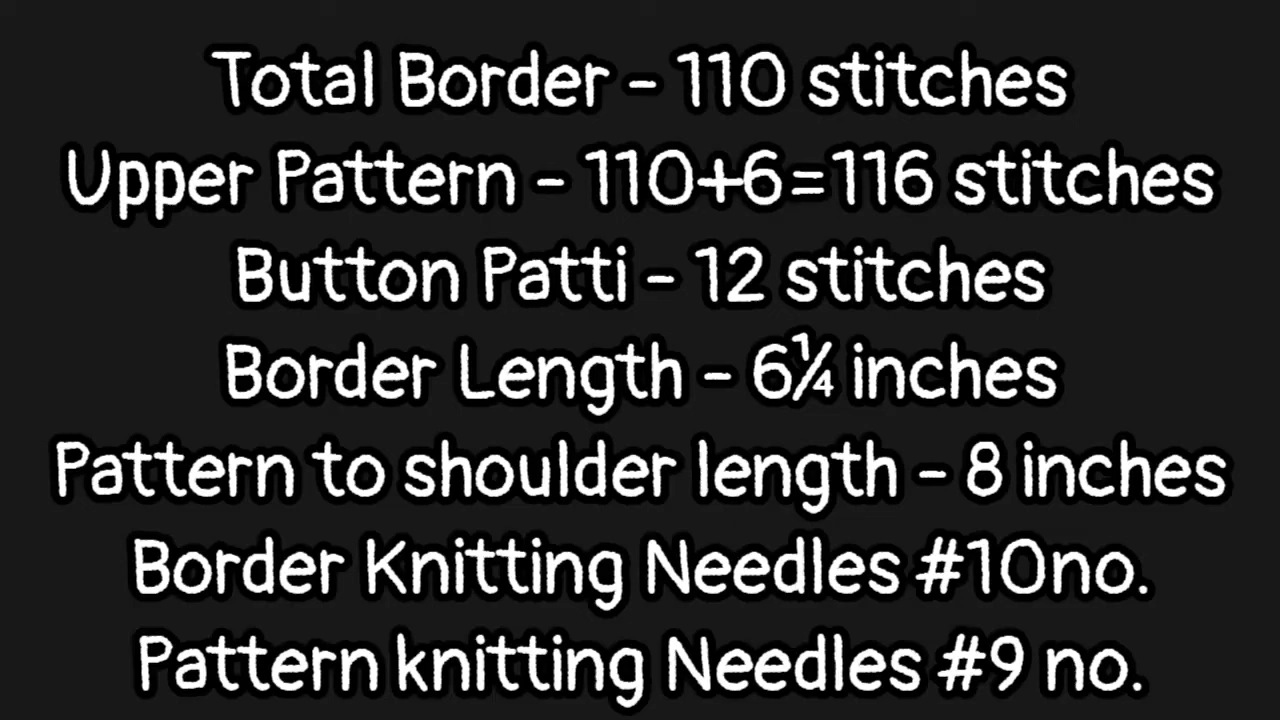 Total Border - 110 stitches
Upper Pattern - 110+6=116 stitches
Button Patti - 12 stitches
Border Length - 6¼ inches
Pattern to shoulder length - 8 inches
Border Knitting Needles #10no.
Pattern knitting Needles #9 no.